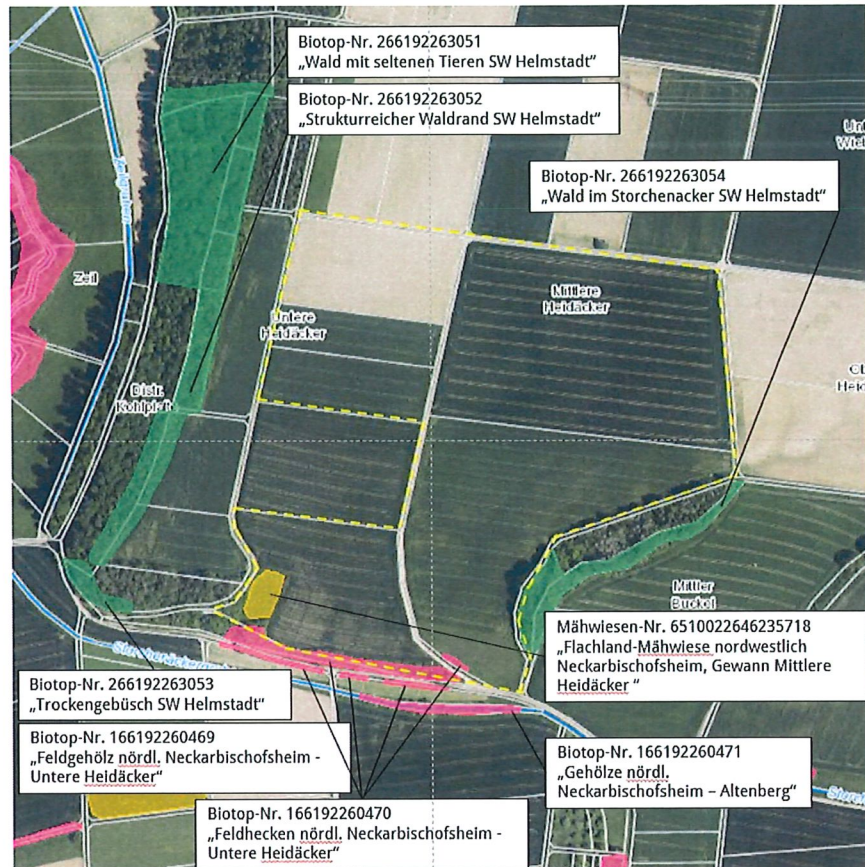 Biotop-Nr. 266192263051
„Wald mit seltenen Tieren SW Helmstadt“
Biotop-Nr. 266192263052
„Strukturreicher Waldrand SW Helmstadt“
Biotop-Nr. 266192263054
„Wald im Storchenacker SW Helmstadt“
Zeil
Untere
Heidäcker
Mittlere
Heidäcker
Distr.
Kohlplatt
Mittler
Buckel
Mähwiesen-Nr. 6510022646235718
„Flachland-Mähwiese nordwestlich
Neckarbischofsheim, Gewann Mittlere
Heidäcker “
Biotop-Nr. 266192263053
„Trockengebüsch SW Helmstadt“
Biotop-Nr. 166192260469
„Feldgehölz nördl. Neckarbischofsheim -
Untere Heidäcker“
Biotop-Nr. 166192260471
„Gehölze nördl.
Neckarbischofsheim – Altenberg“
Biotop-Nr. 166192260470
„Feldhecken nördl. Neckarbischofsheim -
Untere Heidäcker“